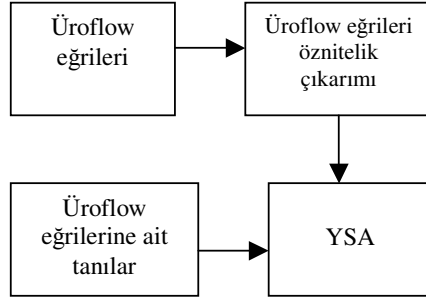 Üroflow
eğrileri
Üroflow eğrileri
öznitelik
çıkarımı
Üroflow
eğrilerine ait
tanılar
YSA